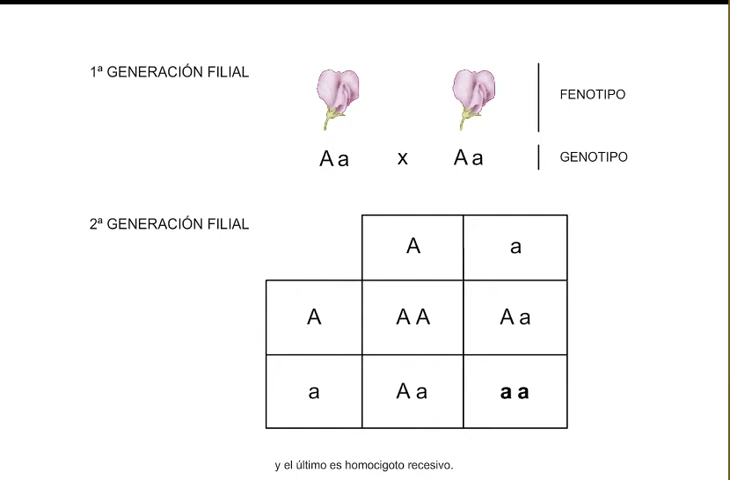 1ª GENERACIÓN FILIAL
FENOTIPO
A a x A a
GENOTIPO
2ª GENERACIÓN FILIAL
A a
A A A A a
a A a a a
y el último es homocigoto recesivo.